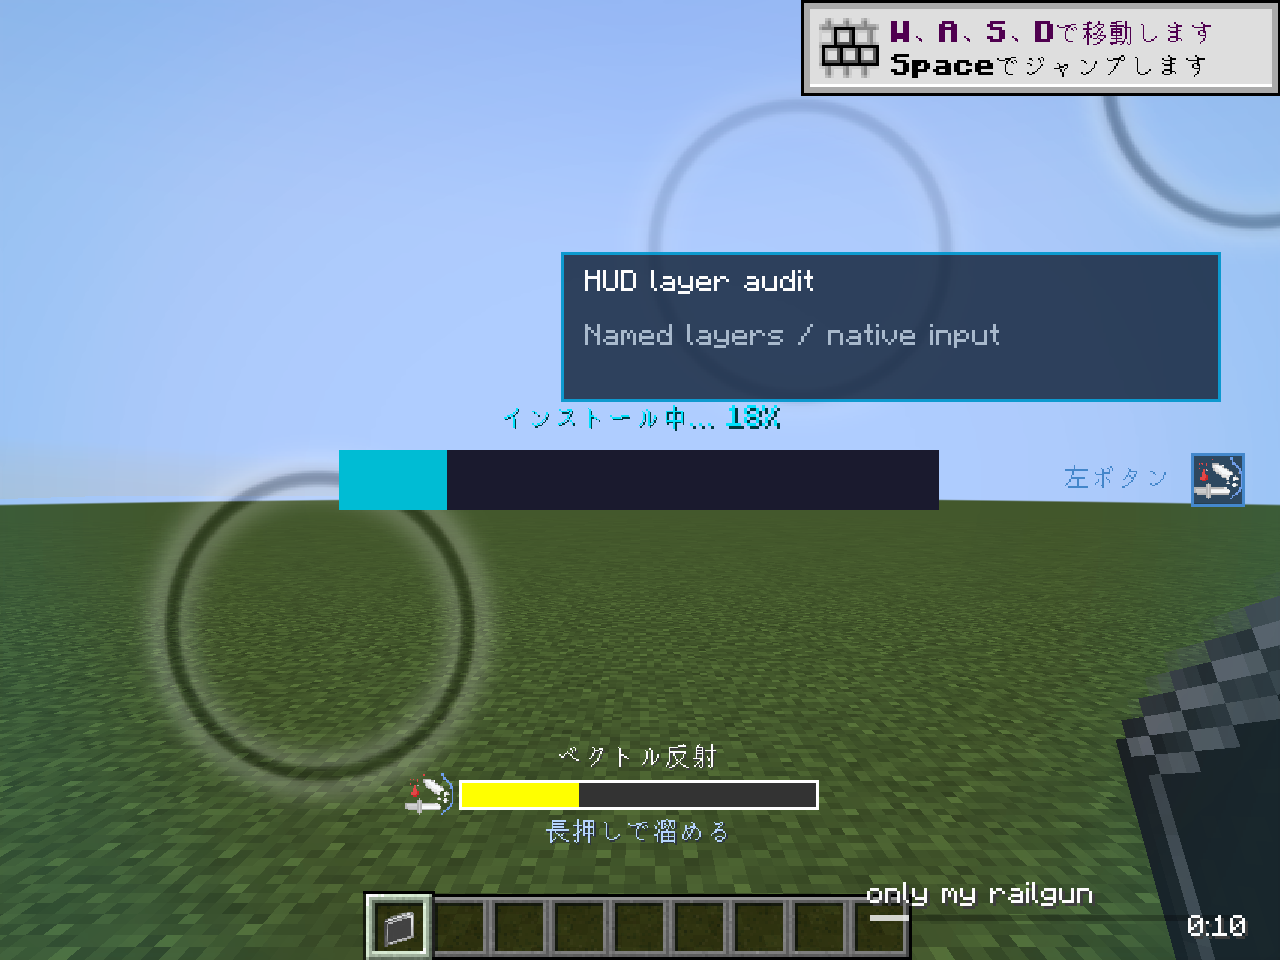 W、A、S、Dで移動します
Spaceでジャンプします
HUD layer audit
Named layers / native input
インストール中... 18%
左ボタン
ベクトル反射
長押しで溜める
only my railgun
0:10